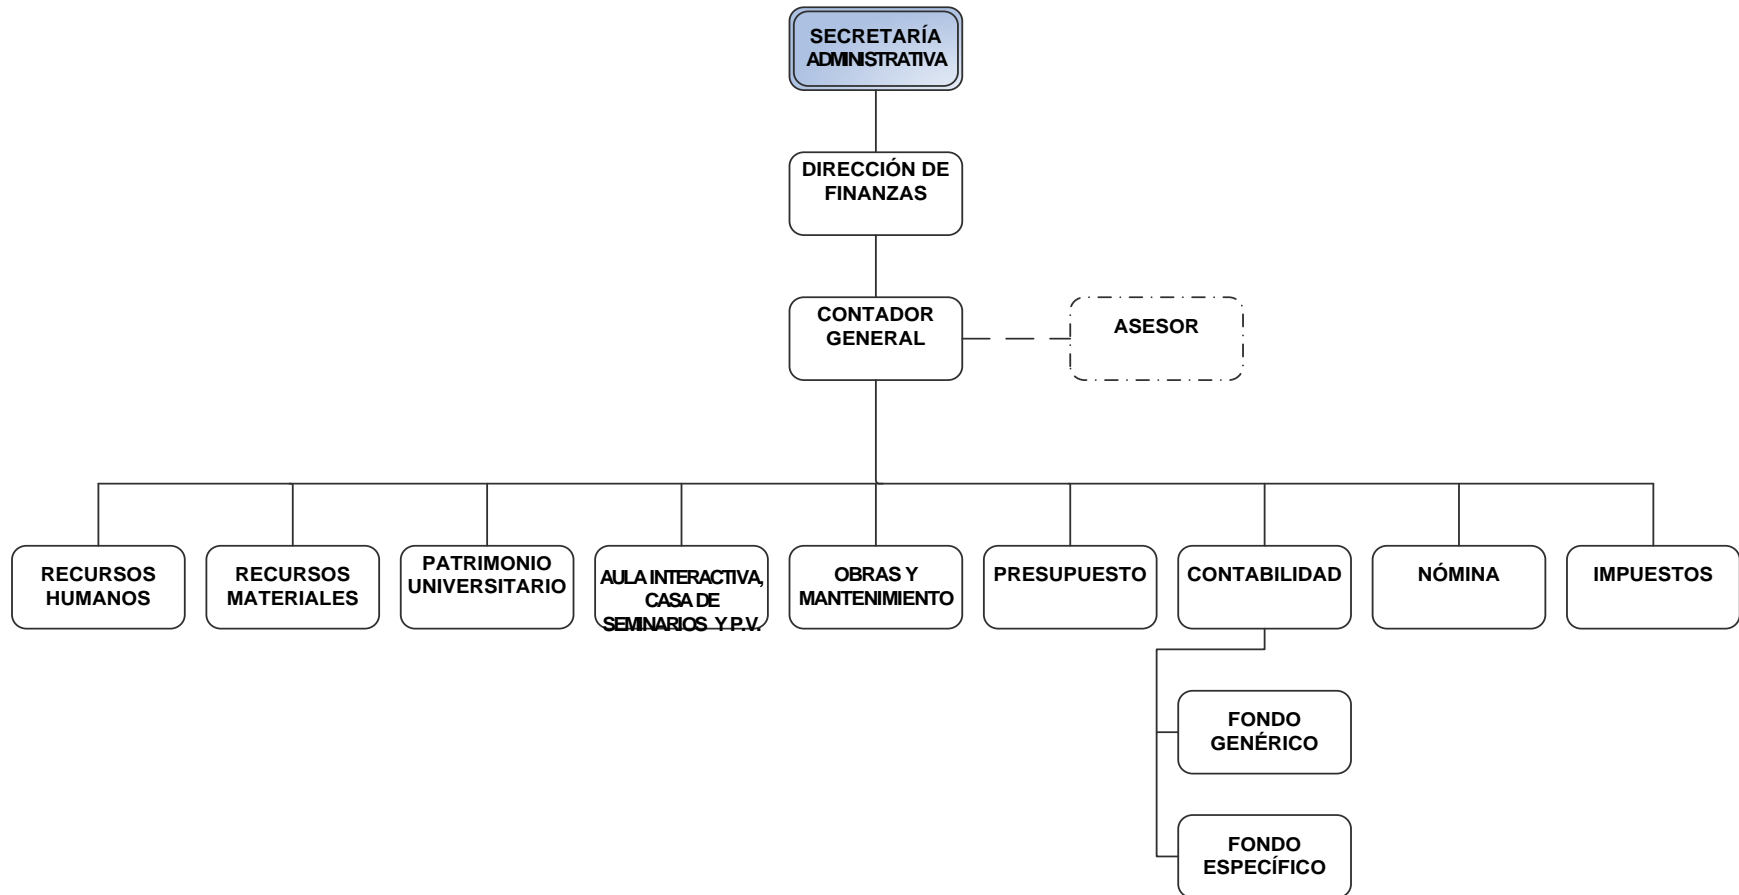 SECRETARÍA
ADMINISTRATIVA
DIRECCIÓN DE
FINANZAS
CONTADOR
GENERAL
ASESOR
RECURSOS
HUMANOS
RECURSOS
MATERIALES
PATRIMONIO
UNIVERSITARIO
AULA INTERACTIVA,
CASA DE
SEMINARIOS Y P.V.
OBRAS Y
MANTENIMIENTO
PRESUPUESTO
CONTABILIDAD
NÓMINA
IMPUESTOS
FONDO
GENÉRICO
FONDO
ESPECÍFICO